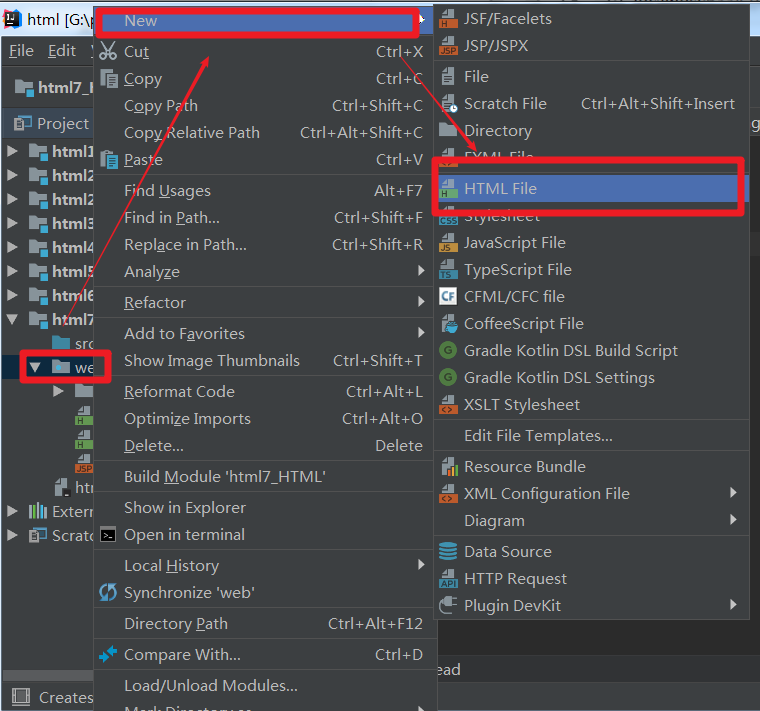 html [G:\
File Edit
html7_
Project
html1
html2
html2
html3
html4
html5
html6
html7
src
we
Extern
Scratc
Creates
New
Cut Ctrl+X
Copy Ctrl+C
Copy Path Ctrl+Shift+C
Copy Relative Path Ctrl+Alt+Shift+C
Paste Ctrl+V
Find Usages Alt+F7
Find in Path... Ctrl+Shift+F
Replace in Path... Ctrl+Shift+R
Analyze
Refactor
Add to Favorites
Show Image Thumbnails Ctrl+Shift+T
Reformat Code Ctrl+Alt+L
Optimize Imports Ctrl+Alt+O
Delete... Delete
Build Module 'html7_HTML'
Show in Explorer
Open in terminal
Local History
Synchronize 'web'
Directory Path Ctrl+Alt+F12
Compare With... Ctrl+D
Load/Unload Modules...
Mark Directory as
JSF/Facelets
JSP/JSPX
File
Scratch File Ctrl+Alt+Shift+Insert
Directory
FXML File
HTML File
Stylesheet
JavaScript File
TypeScript File
CFML/CFC file
CoffeeScript File
Gradle Kotlin DSL Build Script
Gradle Kotlin DSL Settings
XSLT Stylesheet
Edit File Templates...
Resource Bundle
XML Configuration File
Diagram
Data Source
HTTP Request
Plugin DevKit
ead